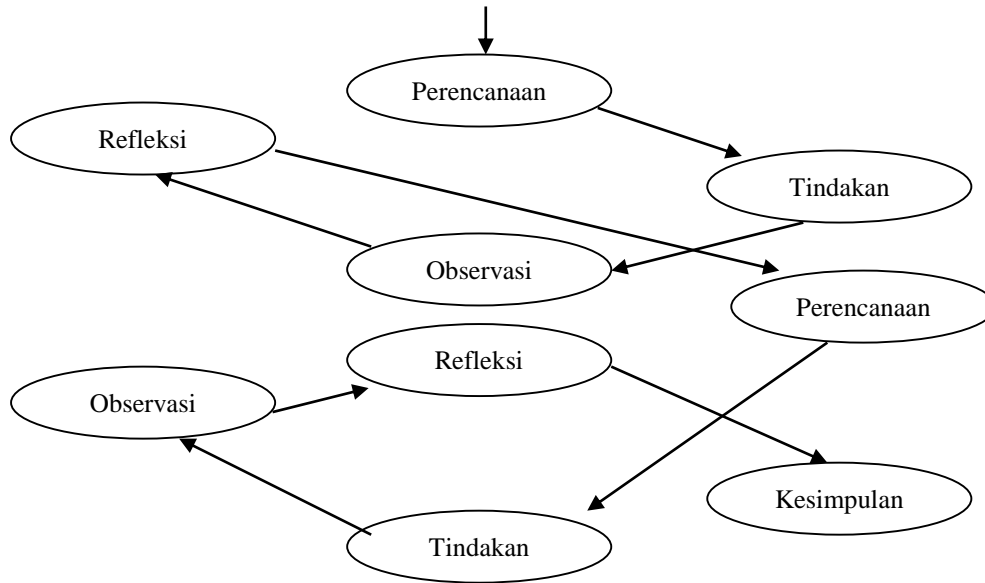 Perencanaan
Refleksi
Tindakan
Observasi
Perencanaan
Refleksi
Observasi
Kesimpulan
Tindakan